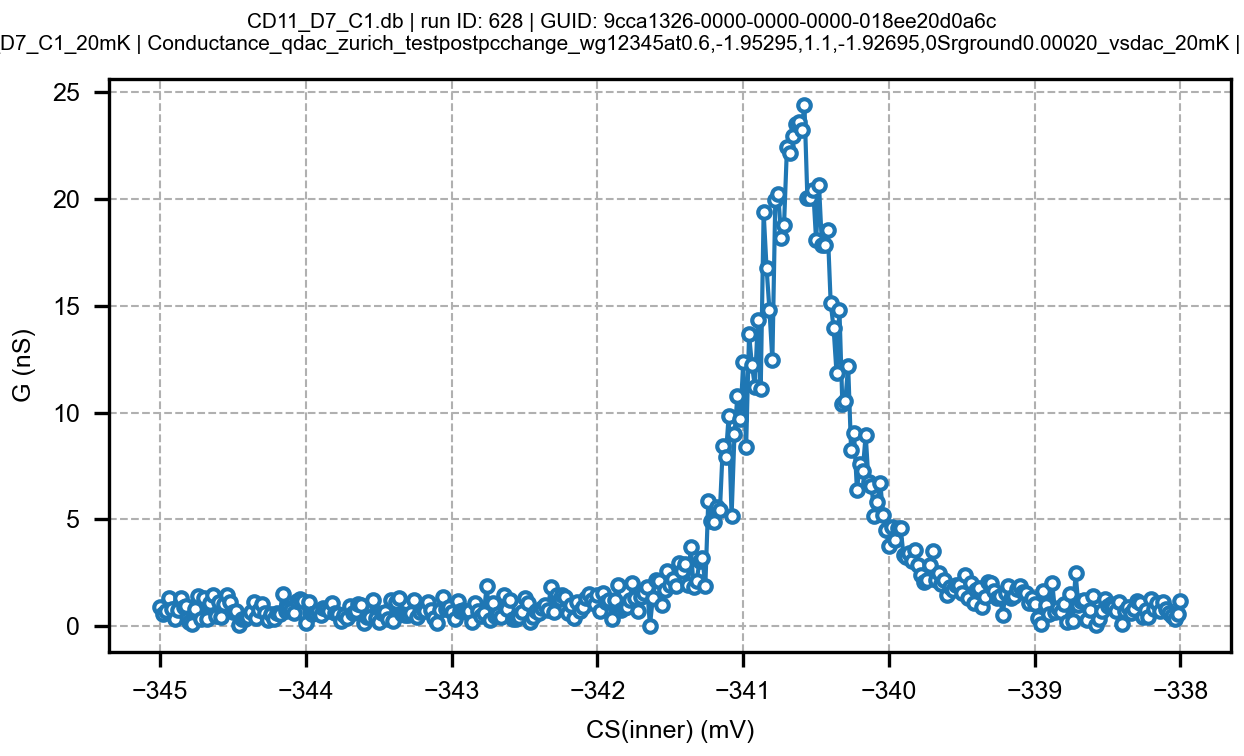 CD11_D7_C1.db | run ID: 628 | GUID: 9cca1326-0000-0000-0000-018ee20d0a6c
_D7_C1_20mK | Conductance_qdac_zurich_testpostpcchange_wg12345at0.6,-1.95295,1.1,-1.92695,0Srground0.00020_vsdac_20mK |
25
20
15
10
5
0
G (nS)
−345 −344 −343 −342 −341 −340 −339 −338
CS(inner) (mV)